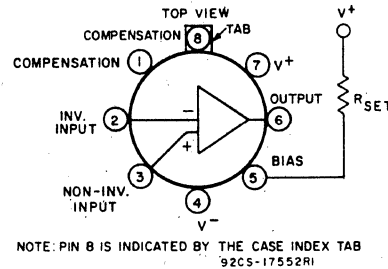 TOP VIEW
V+
COMPENSATION 8 TAB
COMPENSATION 1
7 V+
INV. INPUT 2
−
OUTPUT 6
RSET
+
BIAS
NON-INV. INPUT 3
5
4
V−
NOTE: PIN 8 IS INDICATED BY THE CASE INDEX TAB
92CS-17552R1